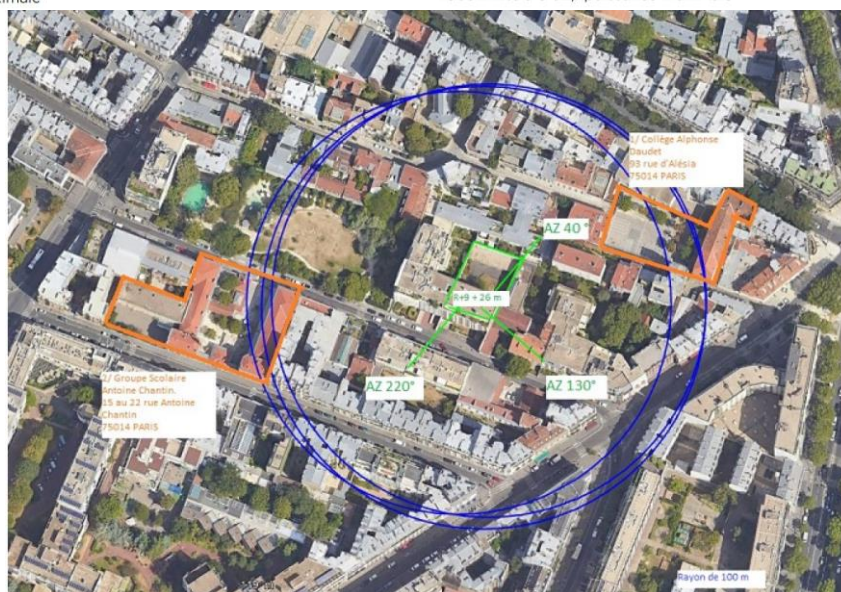 1/ Collège Alphonse
Daudet
93 rue d'Alésia
75014 PARIS
AZ 40 °
R+9 + 26 m
AZ 220°
AZ 130°
2/ Groupe Scolaire
Antoine Chantin.
15 au 22 rue Antoine
Chantin
75014 PARIS
Rayon de 100 m